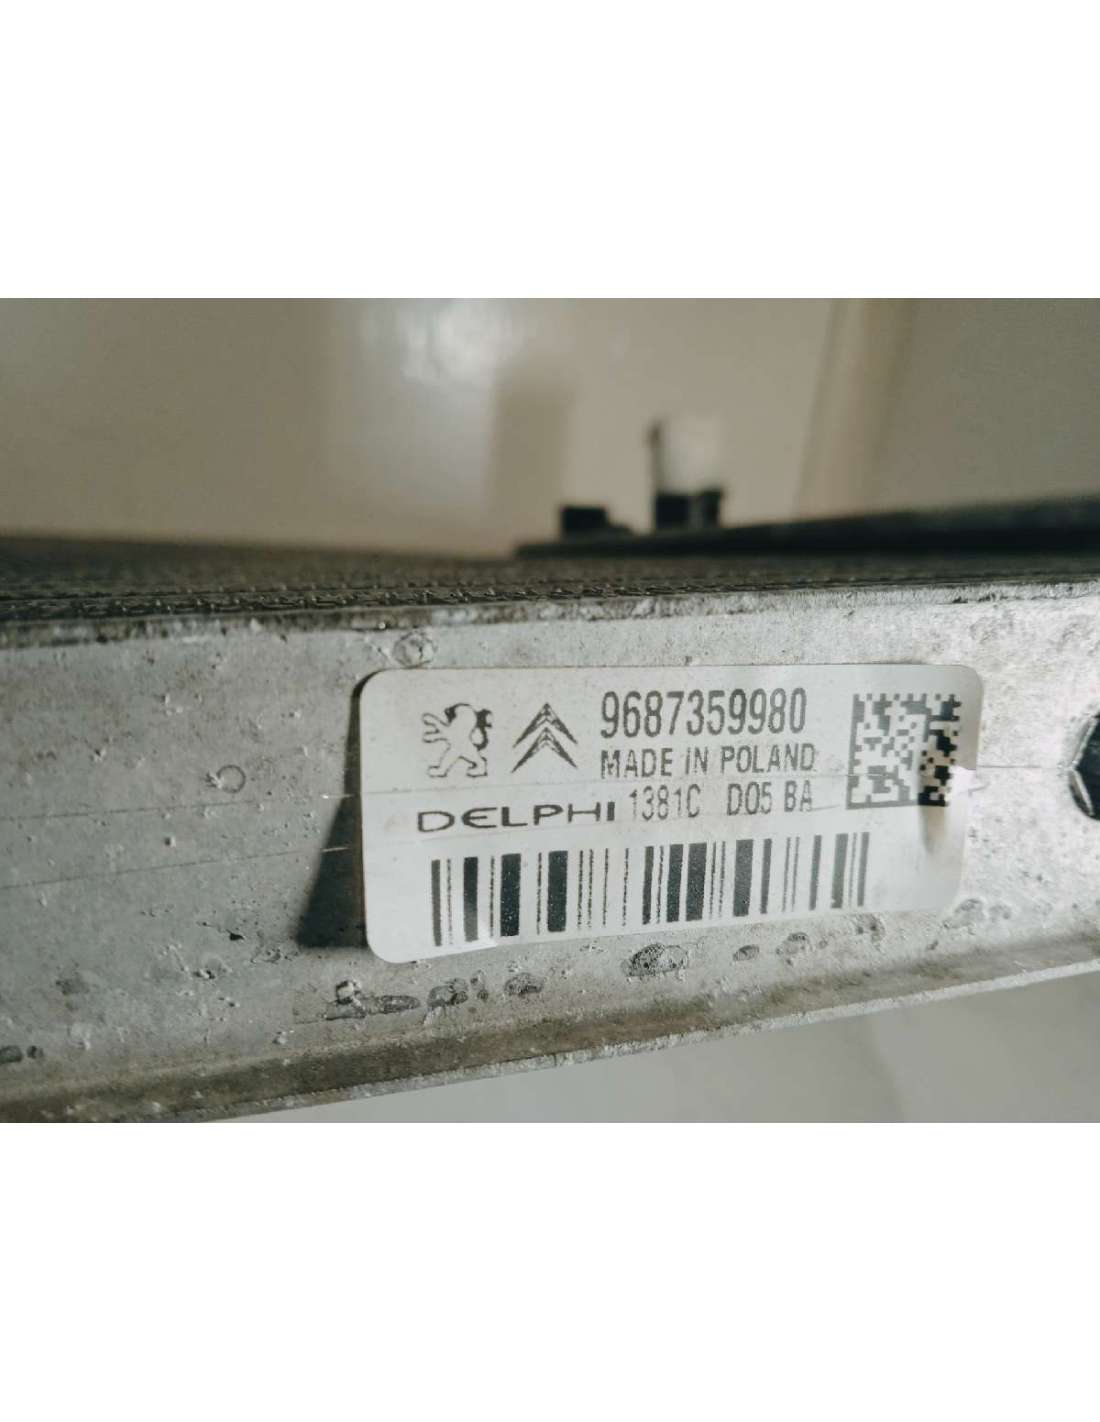 9687359980
MADE IN POLAND
DELPHI 1381C D05 BA